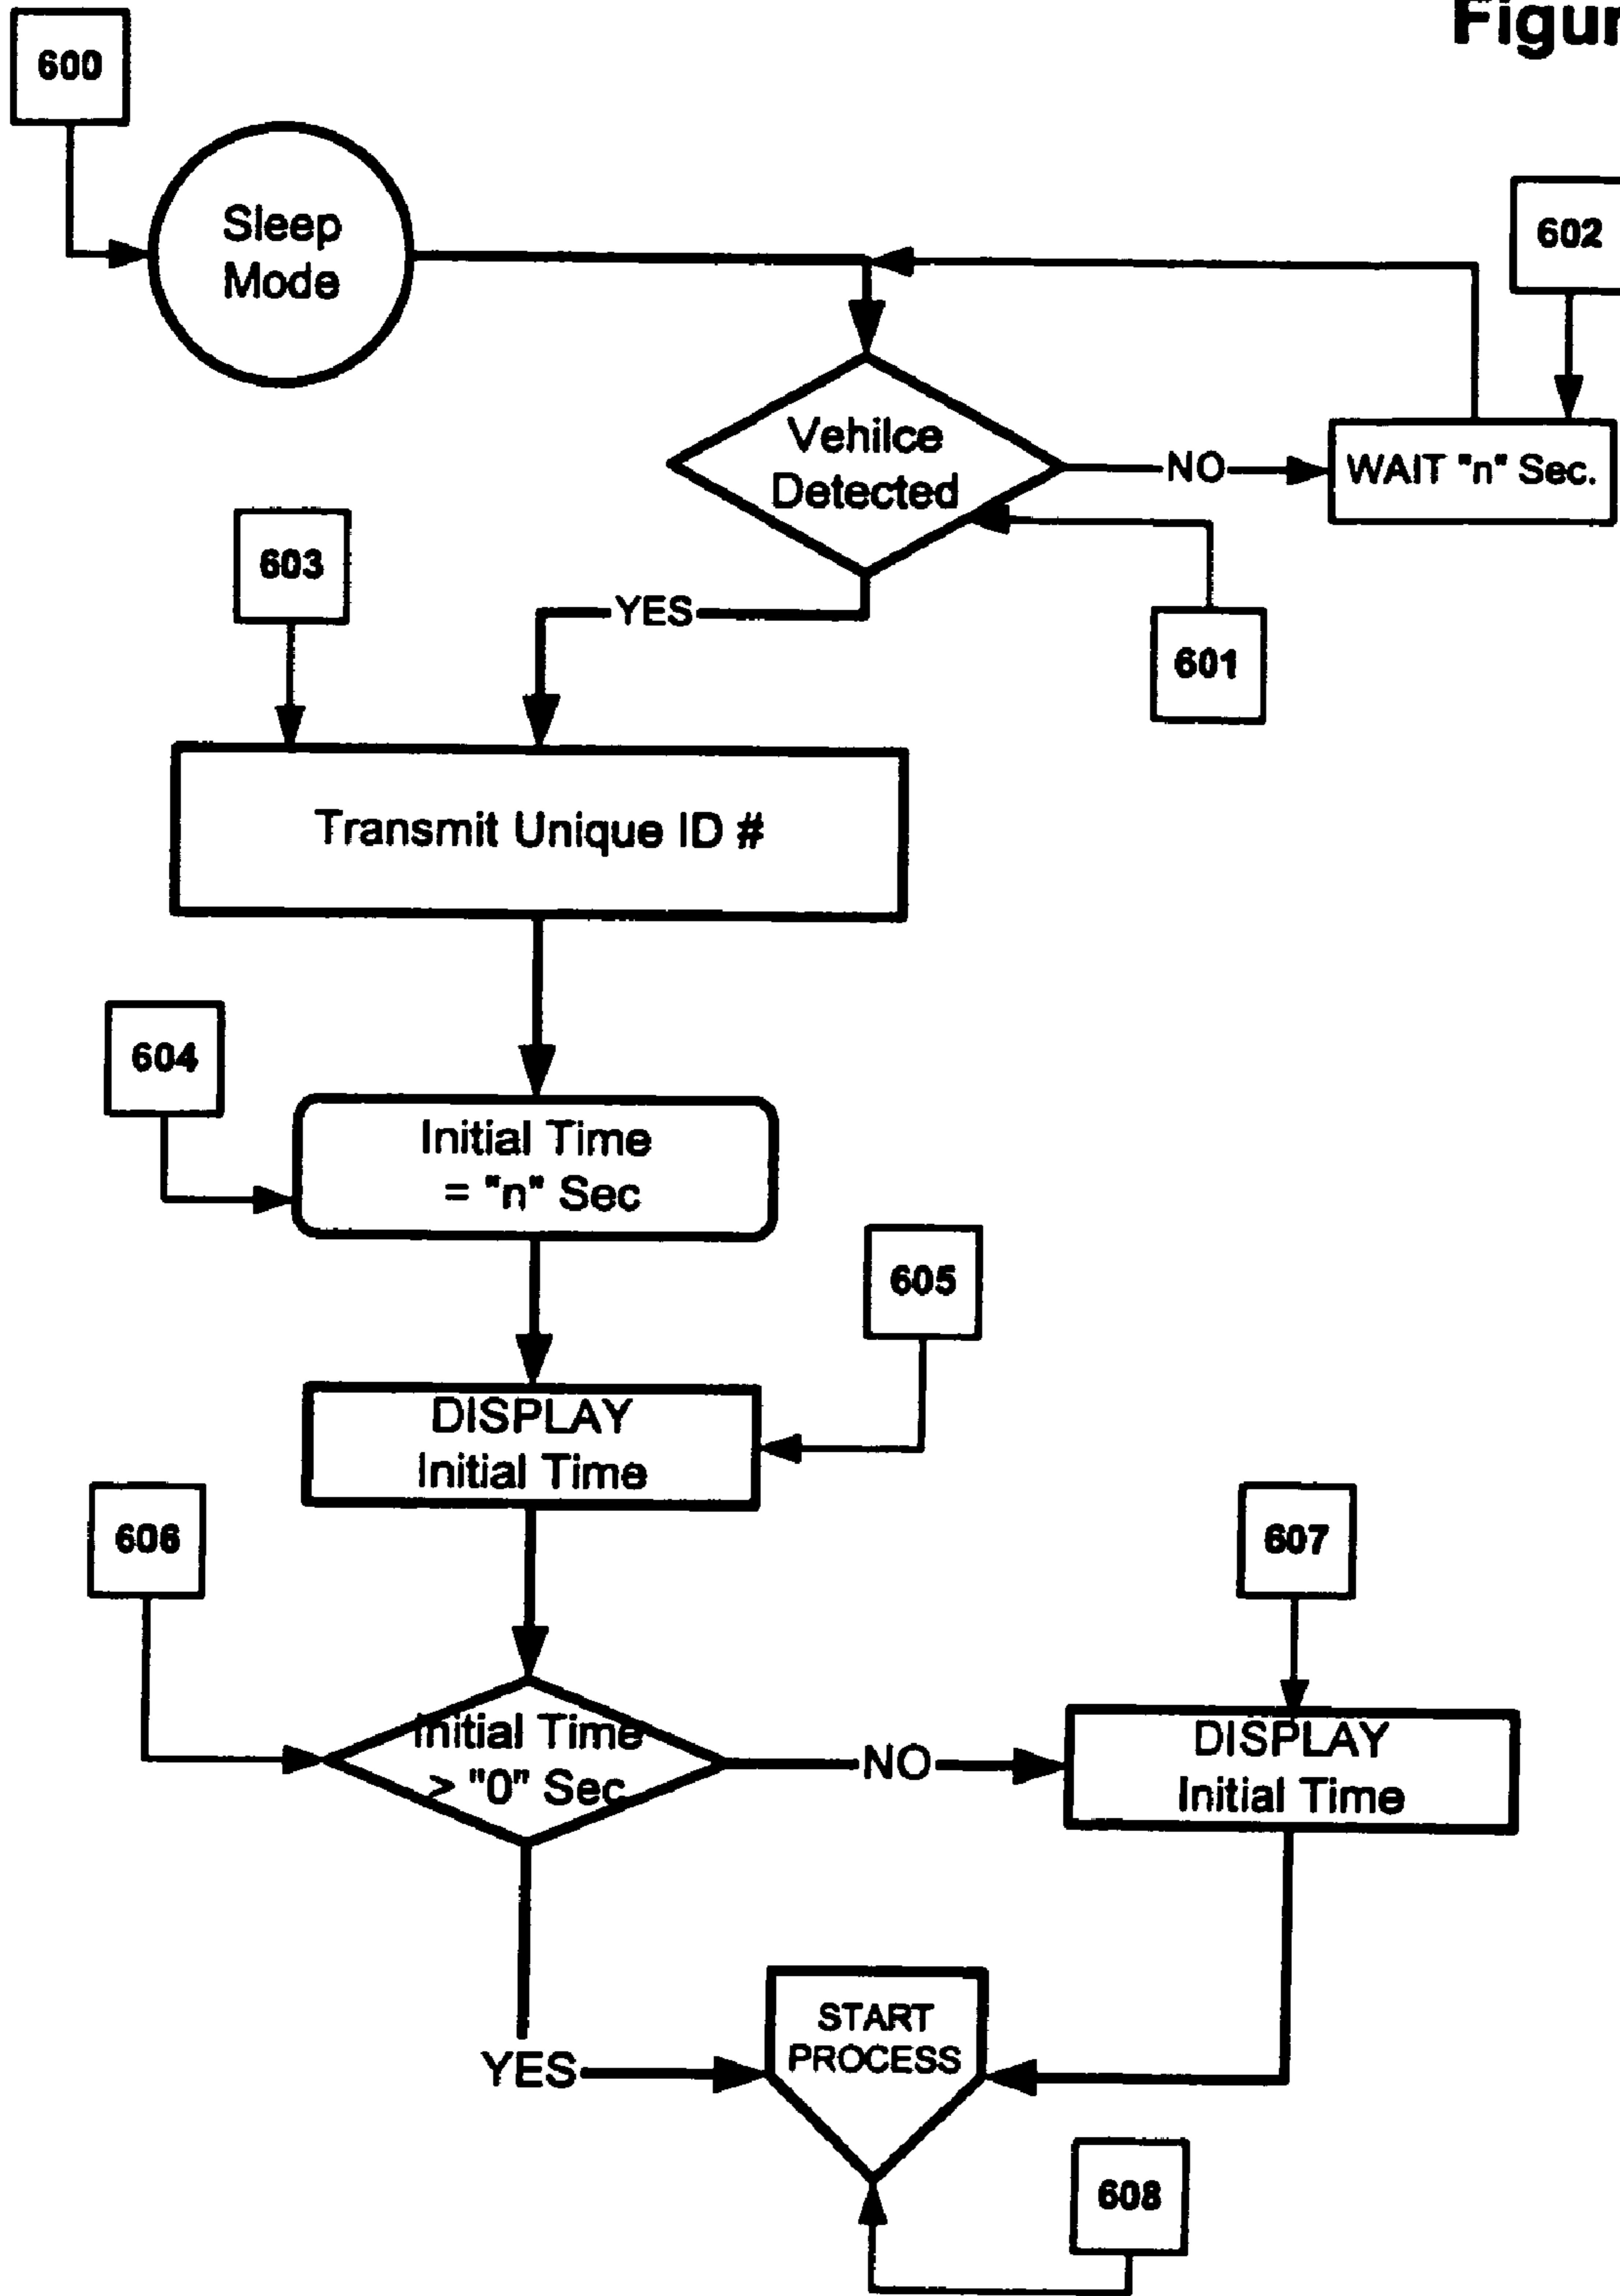 Figur
600
Sleep
Mode
602
Vehilce
Detected
NO
WAIT "n" Sec.
603
YES
601
Transmit Unique ID #
604
Initial Time
= "n" Sec
605
DISPLAY
Initial Time
606
607
Initial Time
> "0" Sec
NO
DISPLAY
Initial Time
START
PROCESS
YES
608